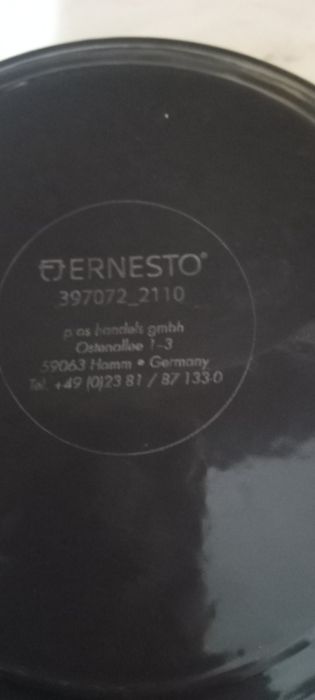 ERNESTO®
397072_2110
p os handels gmbh
Ostenallee 1-3
59063 Hamm • Germany
Tel. +49 (0)23 81 / 87 133-0